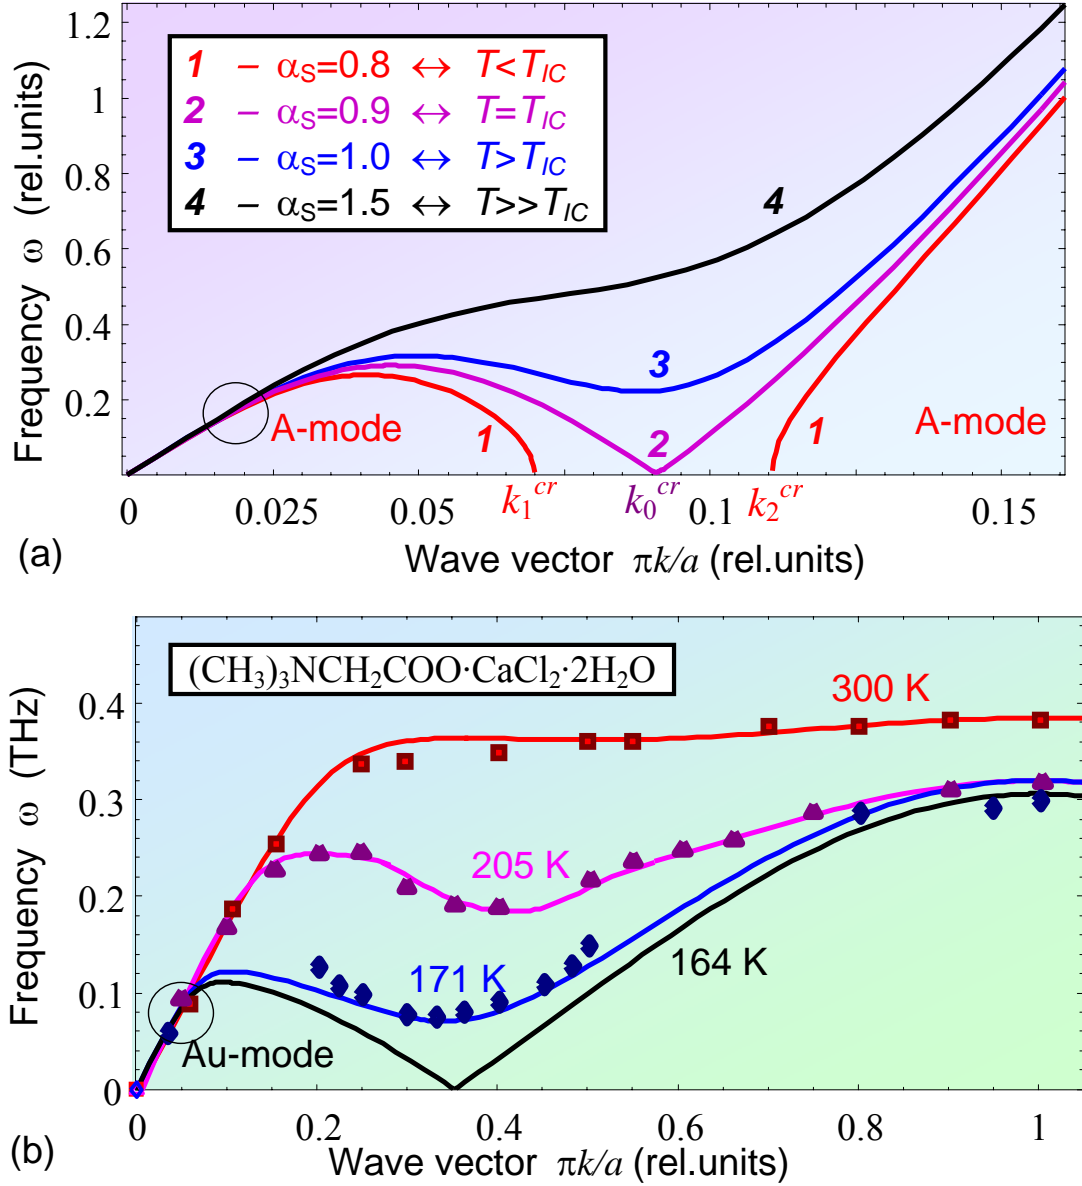 1.2
1
0.8
0.6
0.4
0.2
Frequency ω (rel.units)
1 – αS=0.8 ↔ T<TIC
2 – αS=0.9 ↔ T=TIC
3 – αS=1.0 ↔ T>TIC
4 – αS=1.5 ↔ T>>TIC
4
3
A-mode
1
2
1
A-mode
k₁ᶜʳ
k₀ᶜʳ
k₂ᶜʳ
0
0.025
0.05
0.1
0.15
(a)
Wave vector πk/a (rel.units)
(CH₃)₃NCH₂COO·CaCl₂·2H₂O
0.4
0.3
0.2
0.1
0
Frequency ω (THz)
300 K
205 K
171 K
164 K
Au-mode
0
0.2
0.4
0.6
0.8
1
(b)
Wave vector πk/a (rel.units)